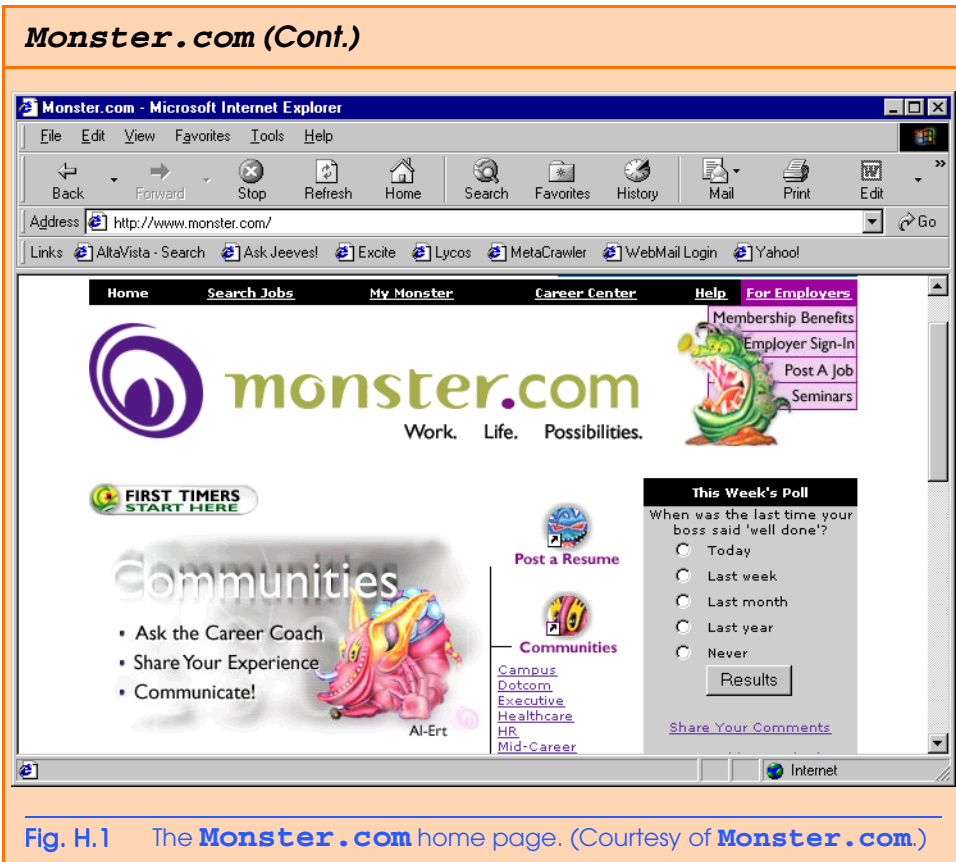 Monster.com (Cont.)
Monster.com - Microsoft Internet Explorer
File Edit View Favorites Tools Help
Back Forward Stop Refresh Home Search Favorites History Mail Print Edit »
Address http://www.monster.com/ Go
Links AltaVista - Search Ask Jeeves! Excite Lycos MetaCrawler WebMail Login Yahoo!
Home Search Jobs My Monster Career Center Help For Employers
Membership Benefits
Employer Sign-In
Post A Job
Seminars
monster.com
Work. Life. Possibilities.
FIRST TIMERS
START HERE
Communities
• Ask the Career Coach
• Share Your Experience
• Communicate!
Al-Ert
Post a Resume
Communities
Campus
Dotcom
Executive
Healthcare
HR
Mid-Career
This Week's Poll
When was the last time your
boss said 'well done'?
Today
Last week
Last month
Last year
Never
Results
Share Your Comments
Internet
Fig. H.1 The Monster.com home page. (Courtesy of Monster.com.)